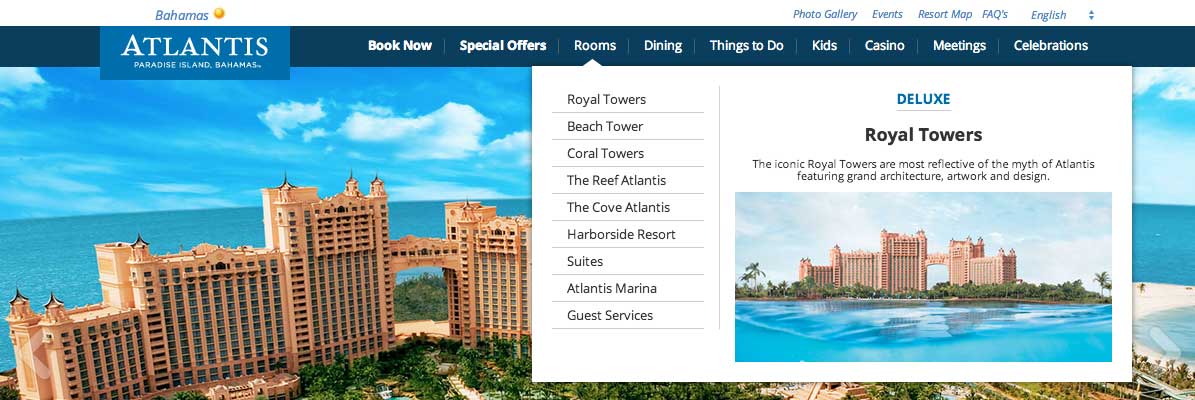 Bahamas
Photo Gallery Events Resort Map FAQ's English
ATLANTIS
PARADISE ISLAND, BAHAMAS™
Book Now Special Offers Rooms Dining Things to Do Kids Casino Meetings Celebrations
Royal Towers
Beach Tower
Coral Towers
The Reef Atlantis
The Cove Atlantis
Harborside Resort
Suites
Atlantis Marina
Guest Services
DELUXE
Royal Towers
The iconic Royal Towers are most reflective of the myth of Atlantis
featuring grand architecture, artwork and design.